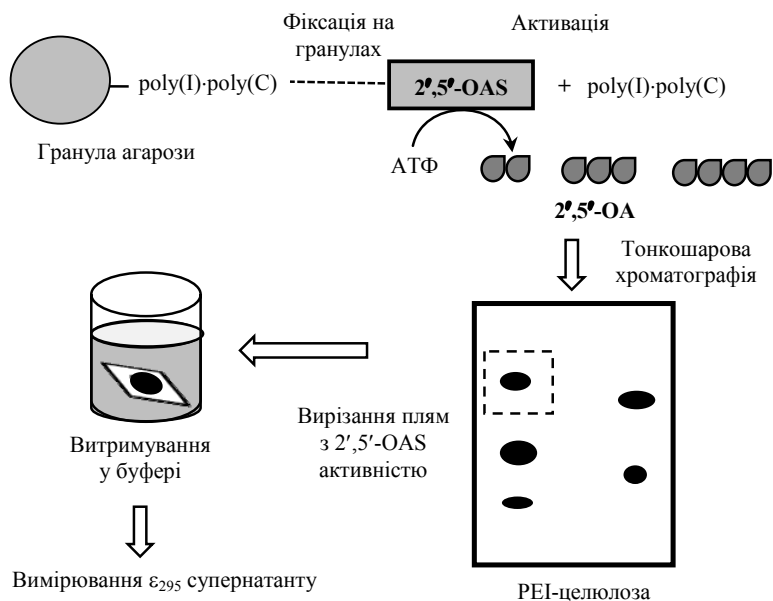 Фіксація на
гранулах
Активація
poly(I)·poly(C)
2′,5′-OAS
+ poly(I)·poly(C)
Гранула агарози
АТФ
2′,5′-OA
Тонкошарова
хроматографія
Вирізання плям
з 2′,5′-OAS
активністю
Витримування
у буфері
Вимірювання ε₂₉₅ супернатанту
PEI-целюлоза